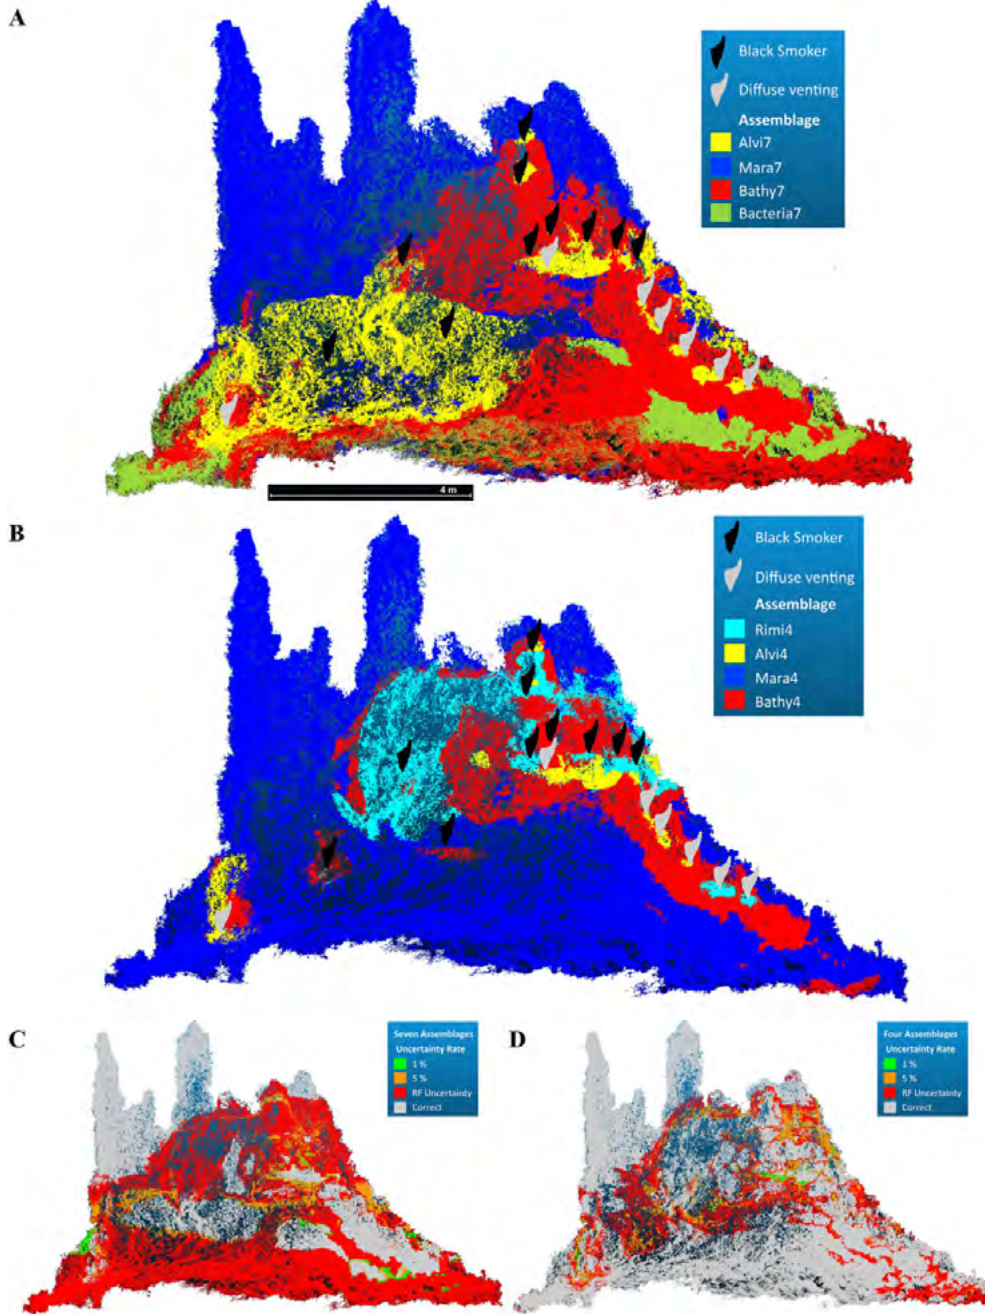 A
Black Smoker
Diffuse venting
Assemblage
Alvi7
Mara7
Bathy7
Bacteria7
4 m
B
Black Smoker
Diffuse venting
Assemblage
Rimi4
Alvi4
Mara4
Bathy4
C
Seven Assemblages
Uncertainty Rate
1 %
5 %
RF Uncertainty
Correct
D
Four Assemblages
Uncertainty Rate
1 %
5 %
RF Uncertainty
Correct